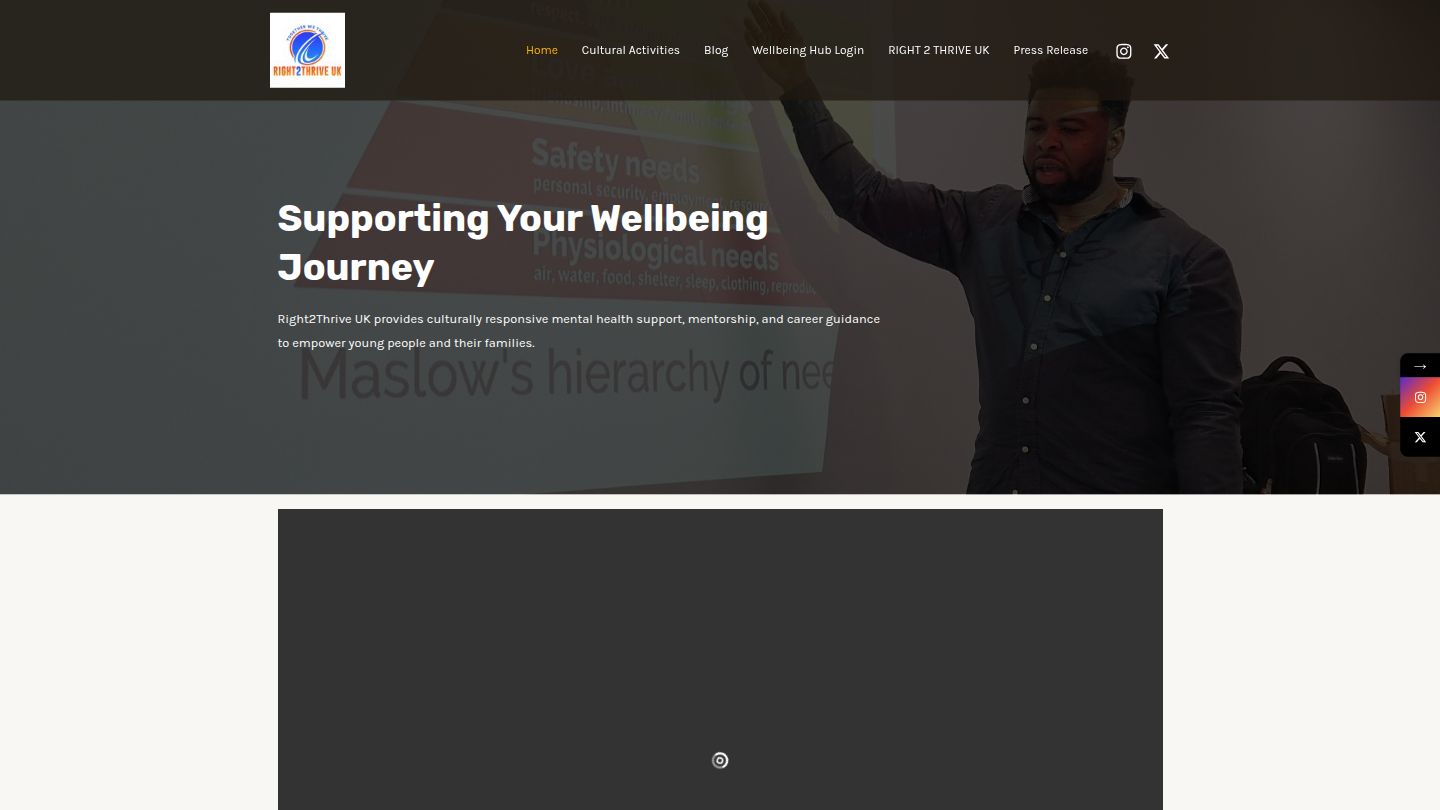 TOGETHER WE THRIVE
RIGHT2THRIVE UK
Home
Cultural Activities
Blog
Wellbeing Hub Login
RIGHT 2 THRIVE UK
Press Release
Love a
Safety needs
personal security, employment, resour
Supporting Your Wellbeing
Journey
Physiological needs
air, water, food, shelter, sleep, clothing, reprodu
Right2Thrive UK provides culturally responsive mental health support, mentorship, and career guidance
to empower young people and their families.
Maslow's hierarchy of nee